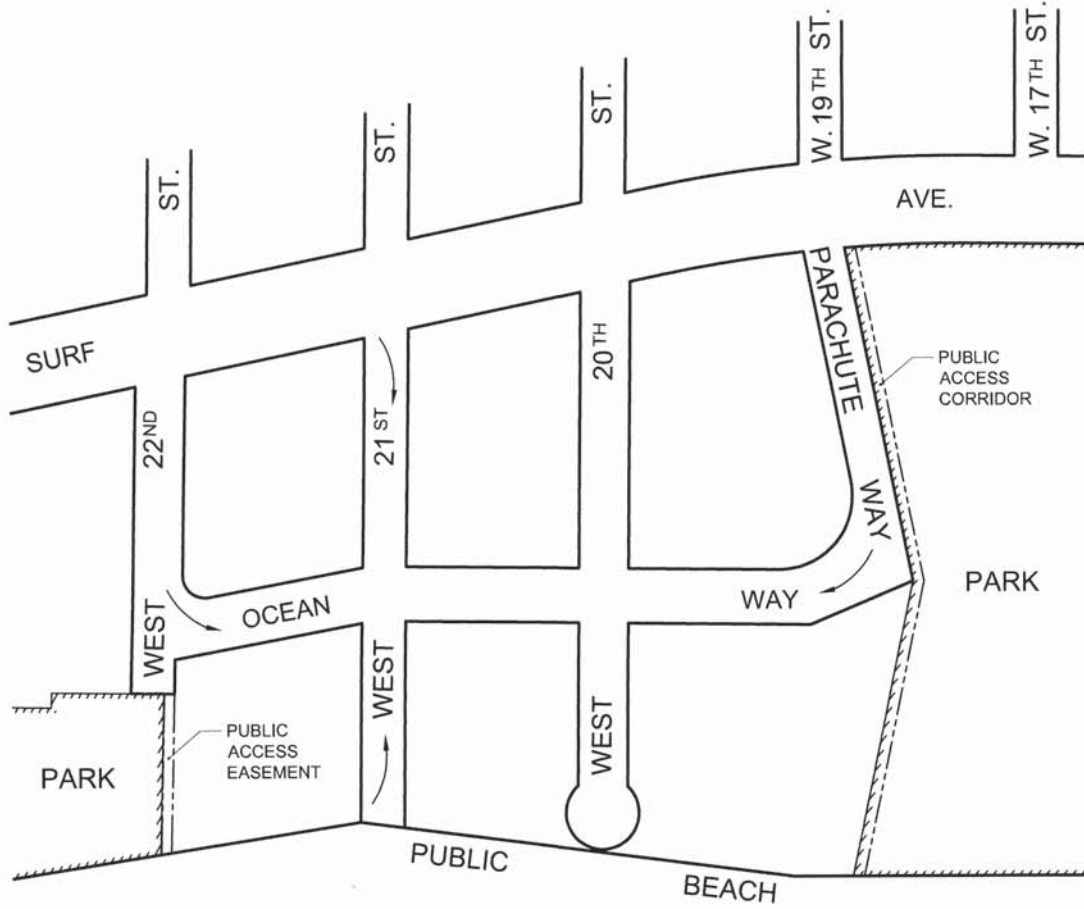 ST.
ST.
ST.
W. 19TH ST.
W. 17TH ST.
SURF
AVE.
22ND
21ST
20TH
PARACHUTE
WAY
PUBLIC
ACCESS
CORRIDOR
PARK
WEST
OCEAN
WEST
WEST
WAY
PARK
PUBLIC
ACCESS
EASEMENT
PUBLIC
BEACH